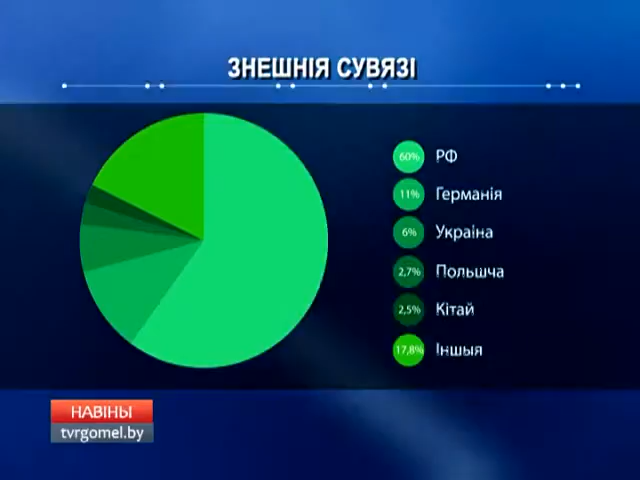 ЗНЕШНІЯ СУВЯЗІ
60% РФ
11% Германія
6% Украіна
2,7% Польшча
2,5% Кітай
17,8% Іншыя
НАВІНЫ
tvrgomel.by